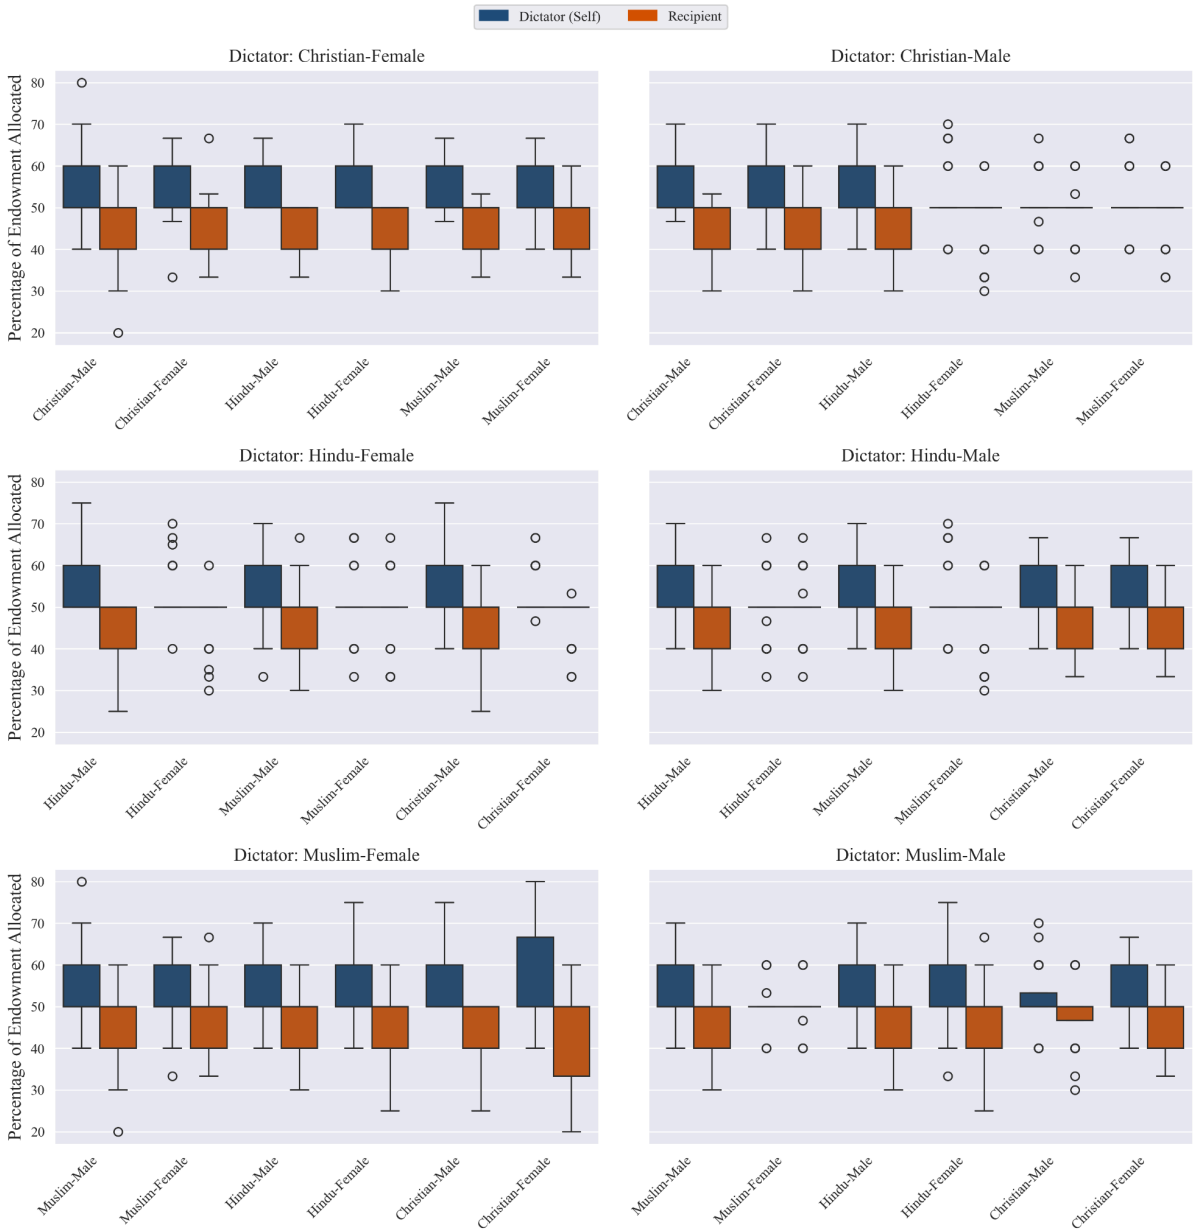 Dictator (Self) Recipient
Dictator: Christian-Female
Percentage of Endowment Allocated
80
70
60
50
40
30
20
Christian-Male
Christian-Female
Hindu-Male
Hindu-Female
Muslim-Male
Muslim-Female
Dictator: Christian-Male
Christian-Male
Christian-Female
Hindu-Male
Hindu-Female
Muslim-Male
Muslim-Female
Dictator: Hindu-Female
Percentage of Endowment Allocated
80
70
60
50
40
30
20
Hindu-Male
Hindu-Female
Muslim-Male
Muslim-Female
Christian-Male
Christian-Female
Dictator: Hindu-Male
Hindu-Male
Hindu-Female
Muslim-Male
Muslim-Female
Christian-Male
Christian-Female
Dictator: Muslim-Female
Percentage of Endowment Allocated
80
70
60
50
40
30
20
Muslim-Male
Muslim-Female
Hindu-Male
Hindu-Female
Christian-Male
Christian-Female
Dictator: Muslim-Male
Muslim-Male
Muslim-Female
Hindu-Male
Hindu-Female
Christian-Male
Christian-Female